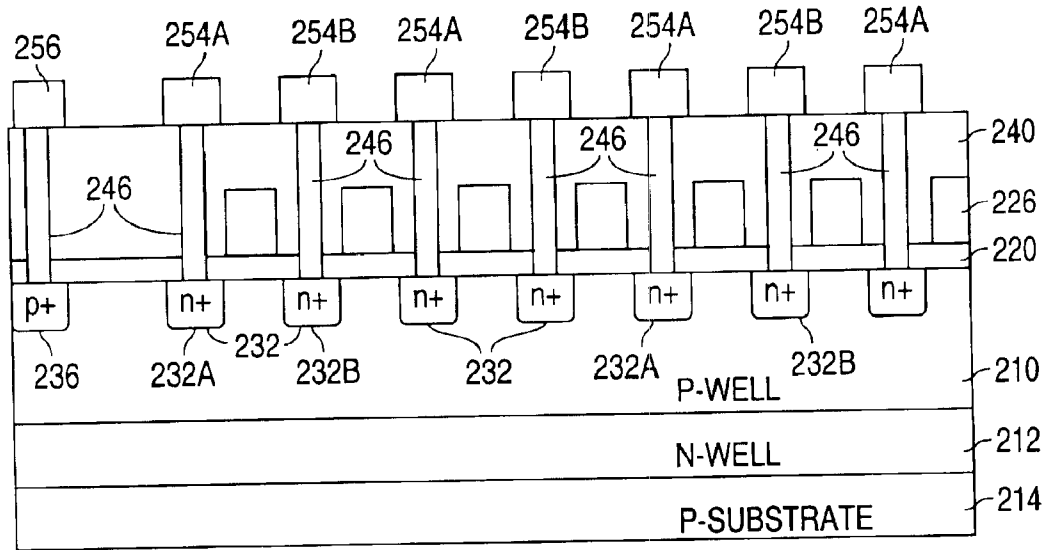 256 254A 254B 254A 254B 254A 254B 254A
246 246 246 240
246 226
220
p+ n+ n+ n+ n+ n+ n+ n+
236 232A 232 232B 232 232A 232B 210
P-WELL
N-WELL 212
P-SUBSTRATE 214